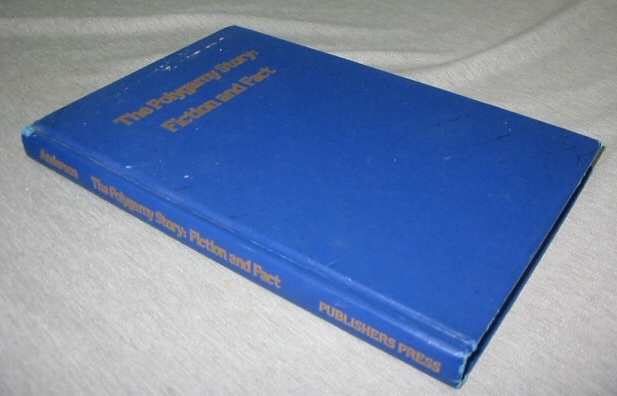 The Polygamy Story:
Fiction and Fact
Anderson The Polygamy Story: Fiction and Fact PUBLISHERS PRESS